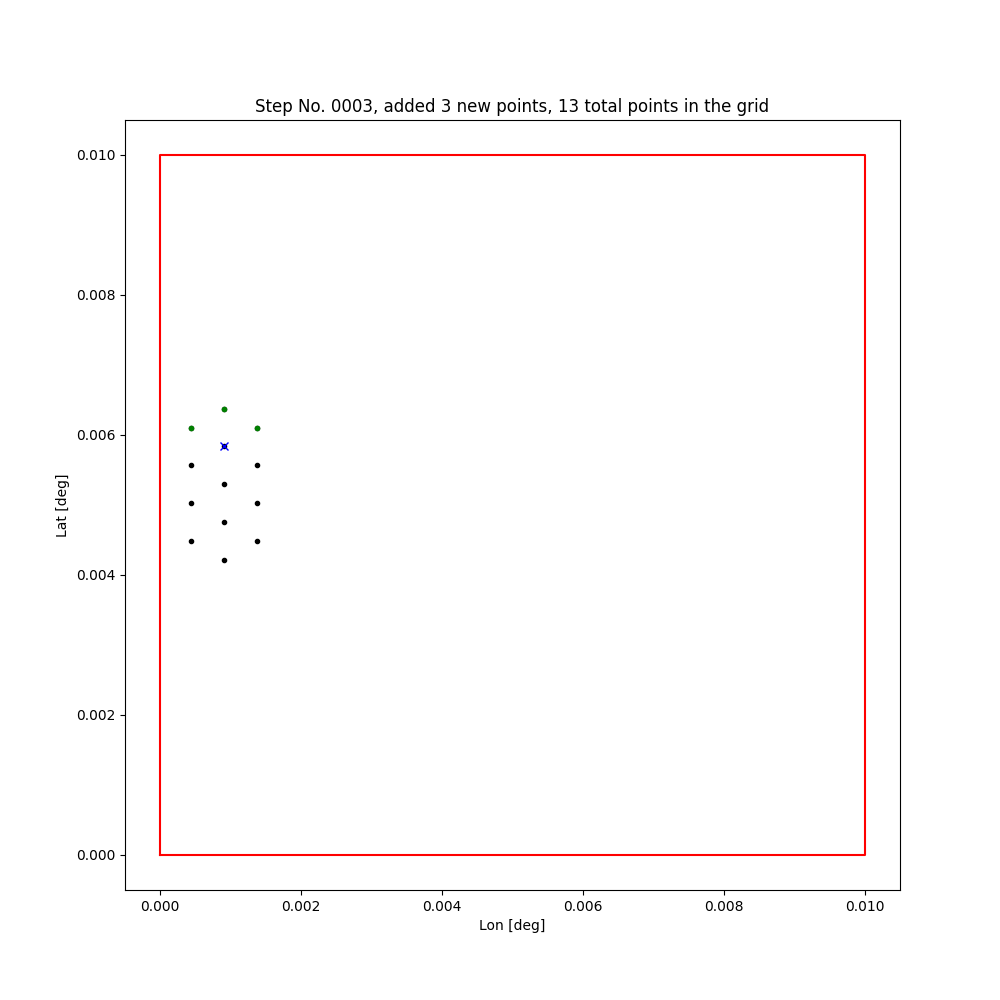 Step No. 0003, added 3 new points, 13 total points in the grid
0.010
0.008
0.006
0.004
0.002
0.000
Lat [deg]
0.000 0.002 0.004 0.006 0.008 0.010
Lon [deg]